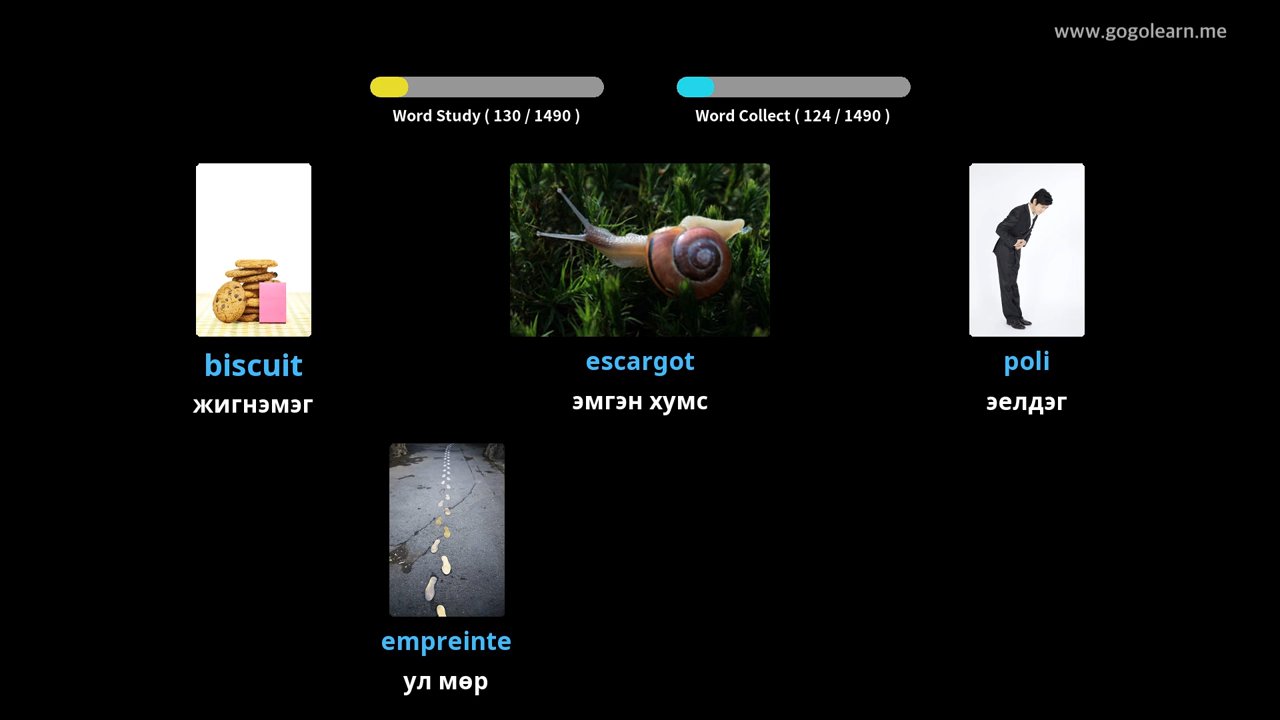 www.gogolearn.me
Word Study ( 130 / 1490 )
Word Collect ( 124 / 1490 )
biscuit
жигнэмэг
escargot
эмгэн хумс
poli
эелдэг
empreinte
ул мөр